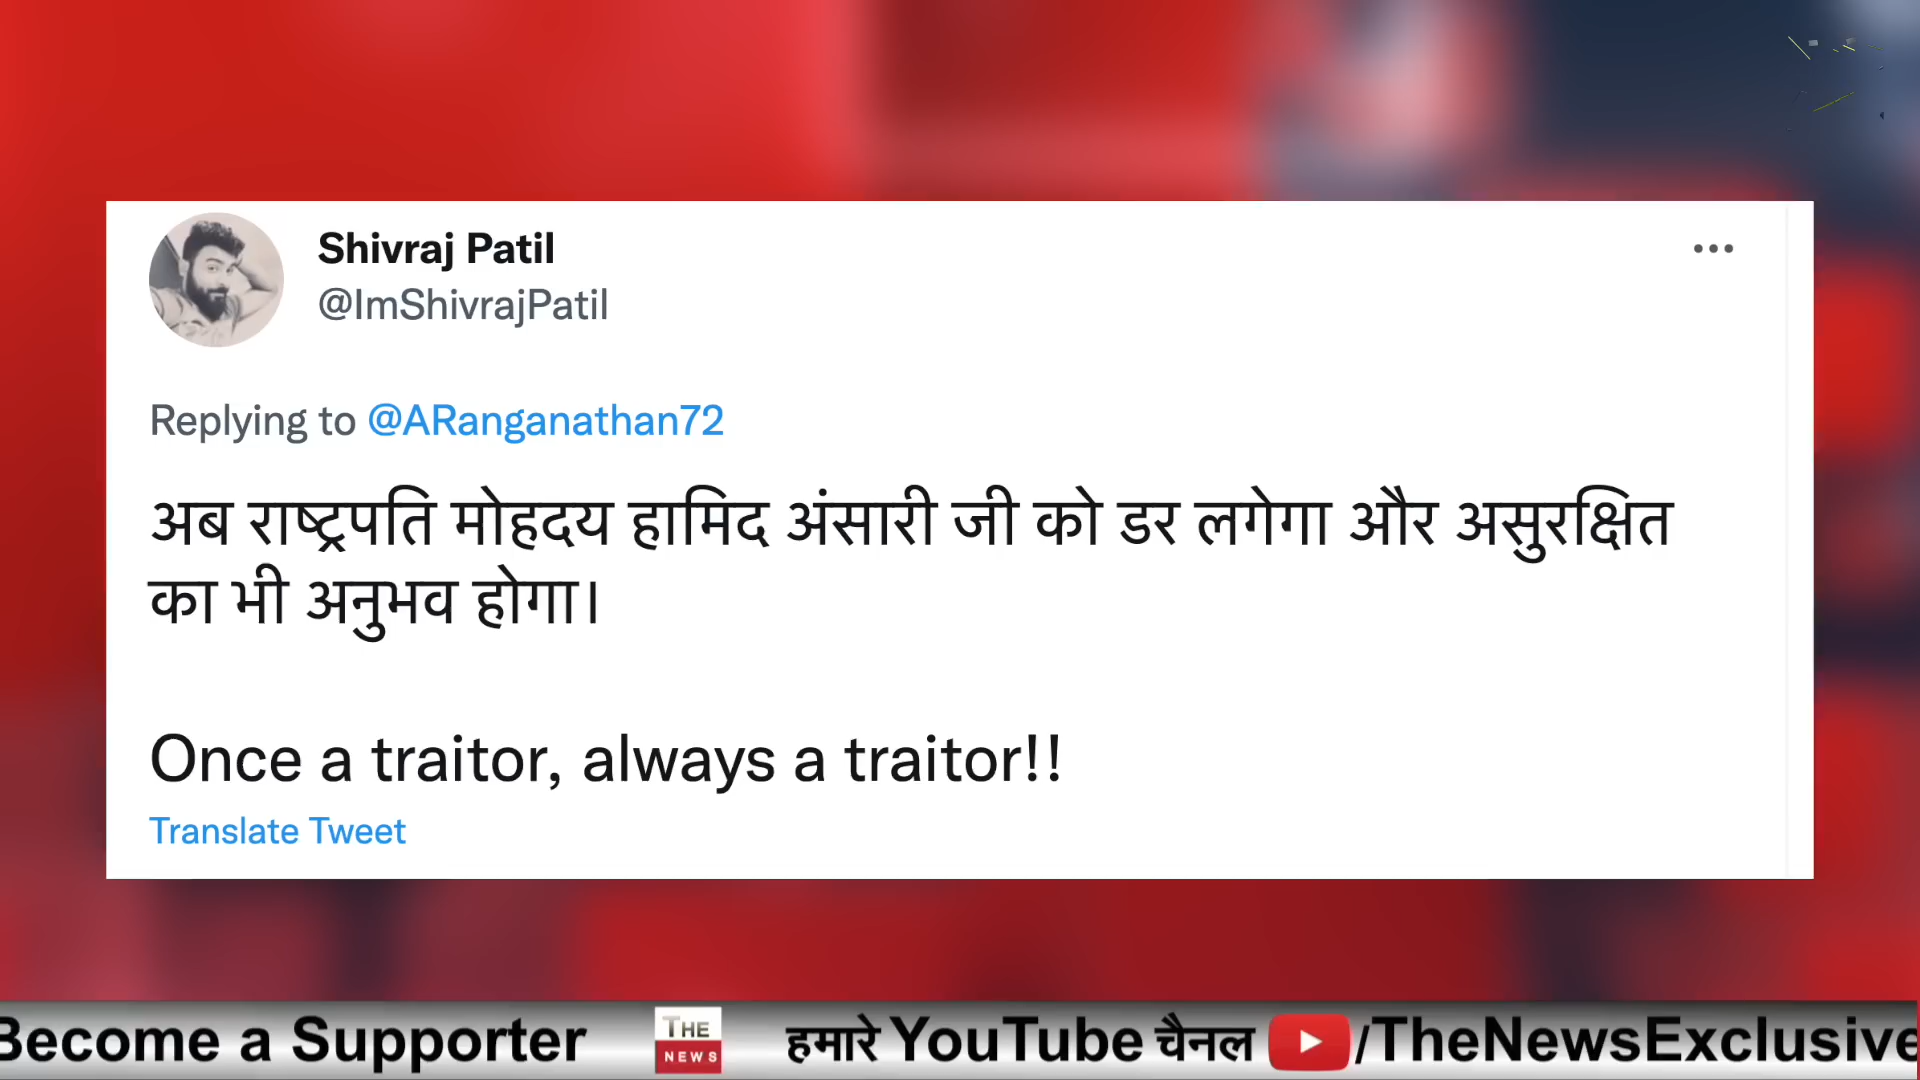 Shivraj Patil
@ImShivrajPatil
Replying to @ARanganathan72
अब राष्ट्रपति मोहदय हामिद अंसारी जी को डर लगेगा और असुरक्षित
का भी अनुभव होगा।
Once a traitor, always a traitor!!
Translate Tweet
Become a Supporter THE NEWS हमारे YouTube चैनल /TheNewsExclusive